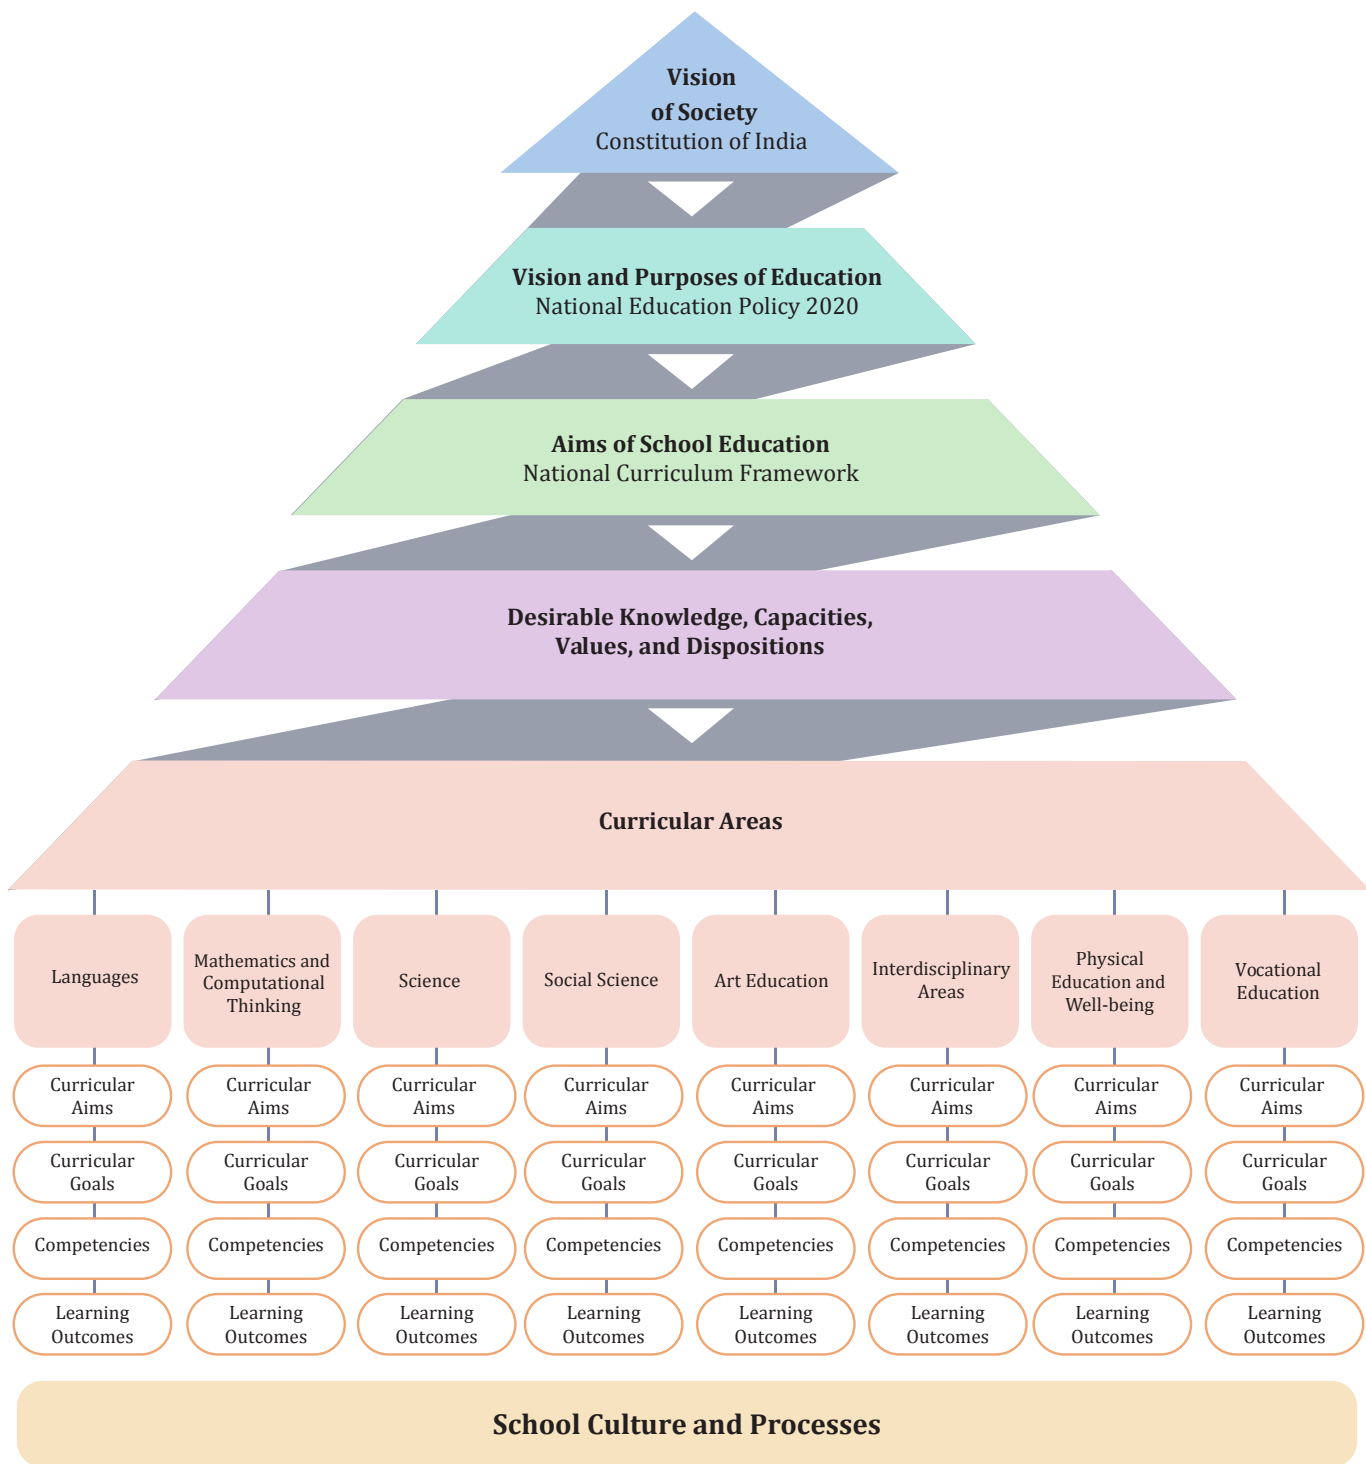 Vision
of Society
Constitution of India
Vision and Purposes of Education
National Education Policy 2020
Aims of School Education
National Curriculum Framework
Desirable Knowledge, Capacities,
Values, and Dispositions
Curricular Areas
Languages
Mathematics and
Computational
Thinking
Science
Social Science
Art Education
Interdisciplinary
Areas
Physical
Education and
Well-being
Vocational
Education
Curricular
Aims
Curricular
Aims
Curricular
Aims
Curricular
Aims
Curricular
Aims
Curricular
Aims
Curricular
Aims
Curricular
Aims
Curricular
Goals
Curricular
Goals
Curricular
Goals
Curricular
Goals
Curricular
Goals
Curricular
Goals
Curricular
Goals
Curricular
Goals
Competencies
Competencies
Competencies
Competencies
Competencies
Competencies
Competencies
Competencies
Learning
Outcomes
Learning
Outcomes
Learning
Outcomes
Learning
Outcomes
Learning
Outcomes
Learning
Outcomes
Learning
Outcomes
Learning
Outcomes
School Culture and Processes